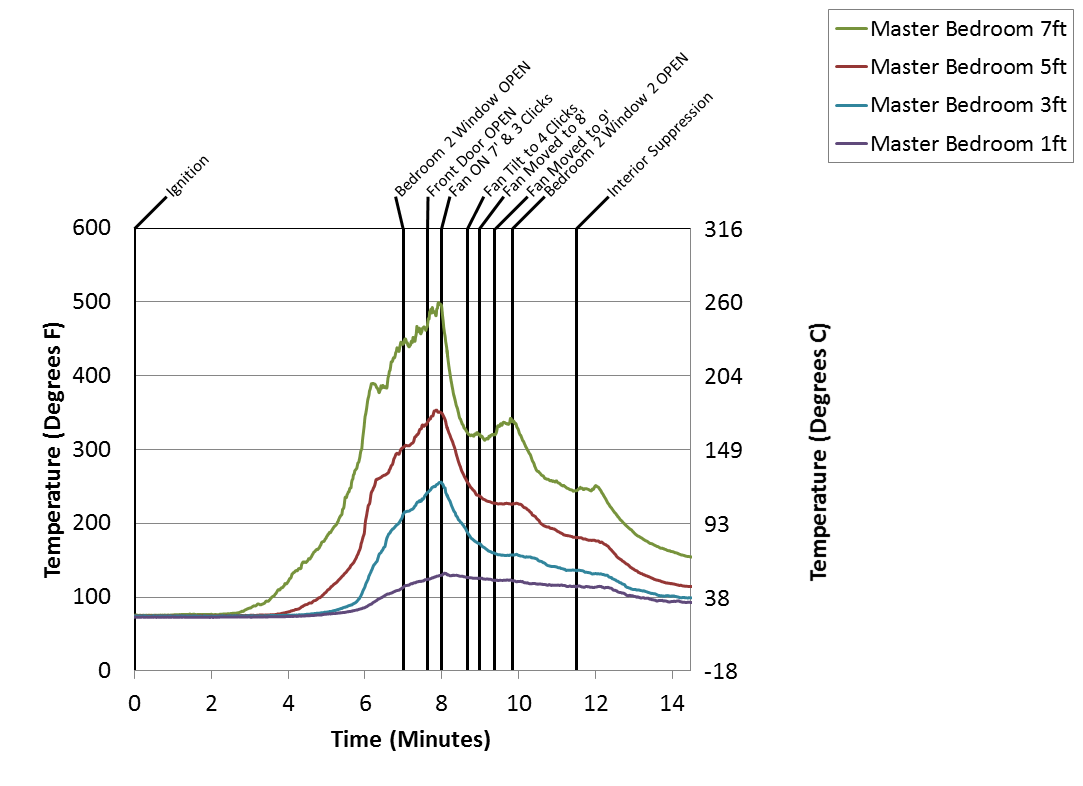 Master Bedroom 7ft
Master Bedroom 5ft
Master Bedroom 3ft
Master Bedroom 1ft
Ignition
Bedroom 2 Window OPEN
Front Door OPEN
Fan ON 7' & 3 Clicks
Fan Tilt to 4 Clicks
Fan Moved to 8'
Fan Moved to 9'
Bedroom 2 Window 2 OPEN
Interior Suppression
Temperature (Degrees F)
600
500
400
300
200
100
0
316
260
204
149
93
38
-18
Temperature (Degrees C)
0 2 4 6 8 10 12 14
Time (Minutes)